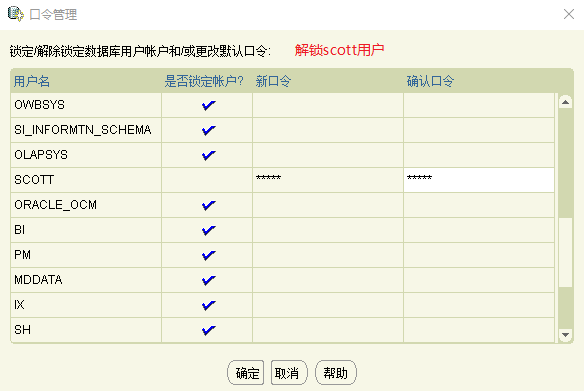 口令管理
锁定/解除锁定数据库用户帐户和/或更改默认口令: 解锁scott用户
用户名 是否锁定帐户? 新口令 确认口令
OWBSYS
SI_INFORMTN_SCHEMA
OLAPSYS
SCOTT ***** *****
ORACLE_OCM
BI
PM
MDDATA
IX
SH
确定 取消 帮助